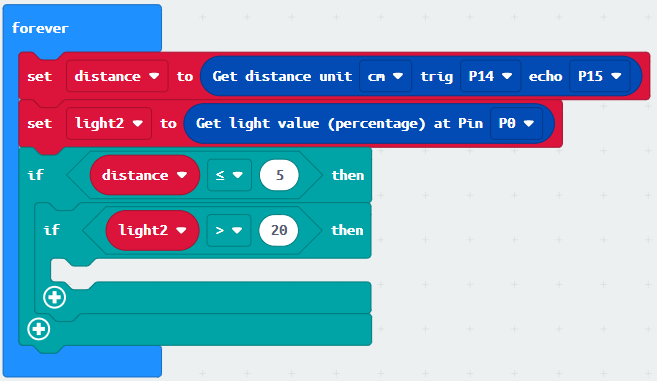 forever
set distance to Get distance unit cm trig P14 echo P15
set light2 to Get light value (percentage) at Pin P0
if distance ≤ 5 then
if light2 > 20 then